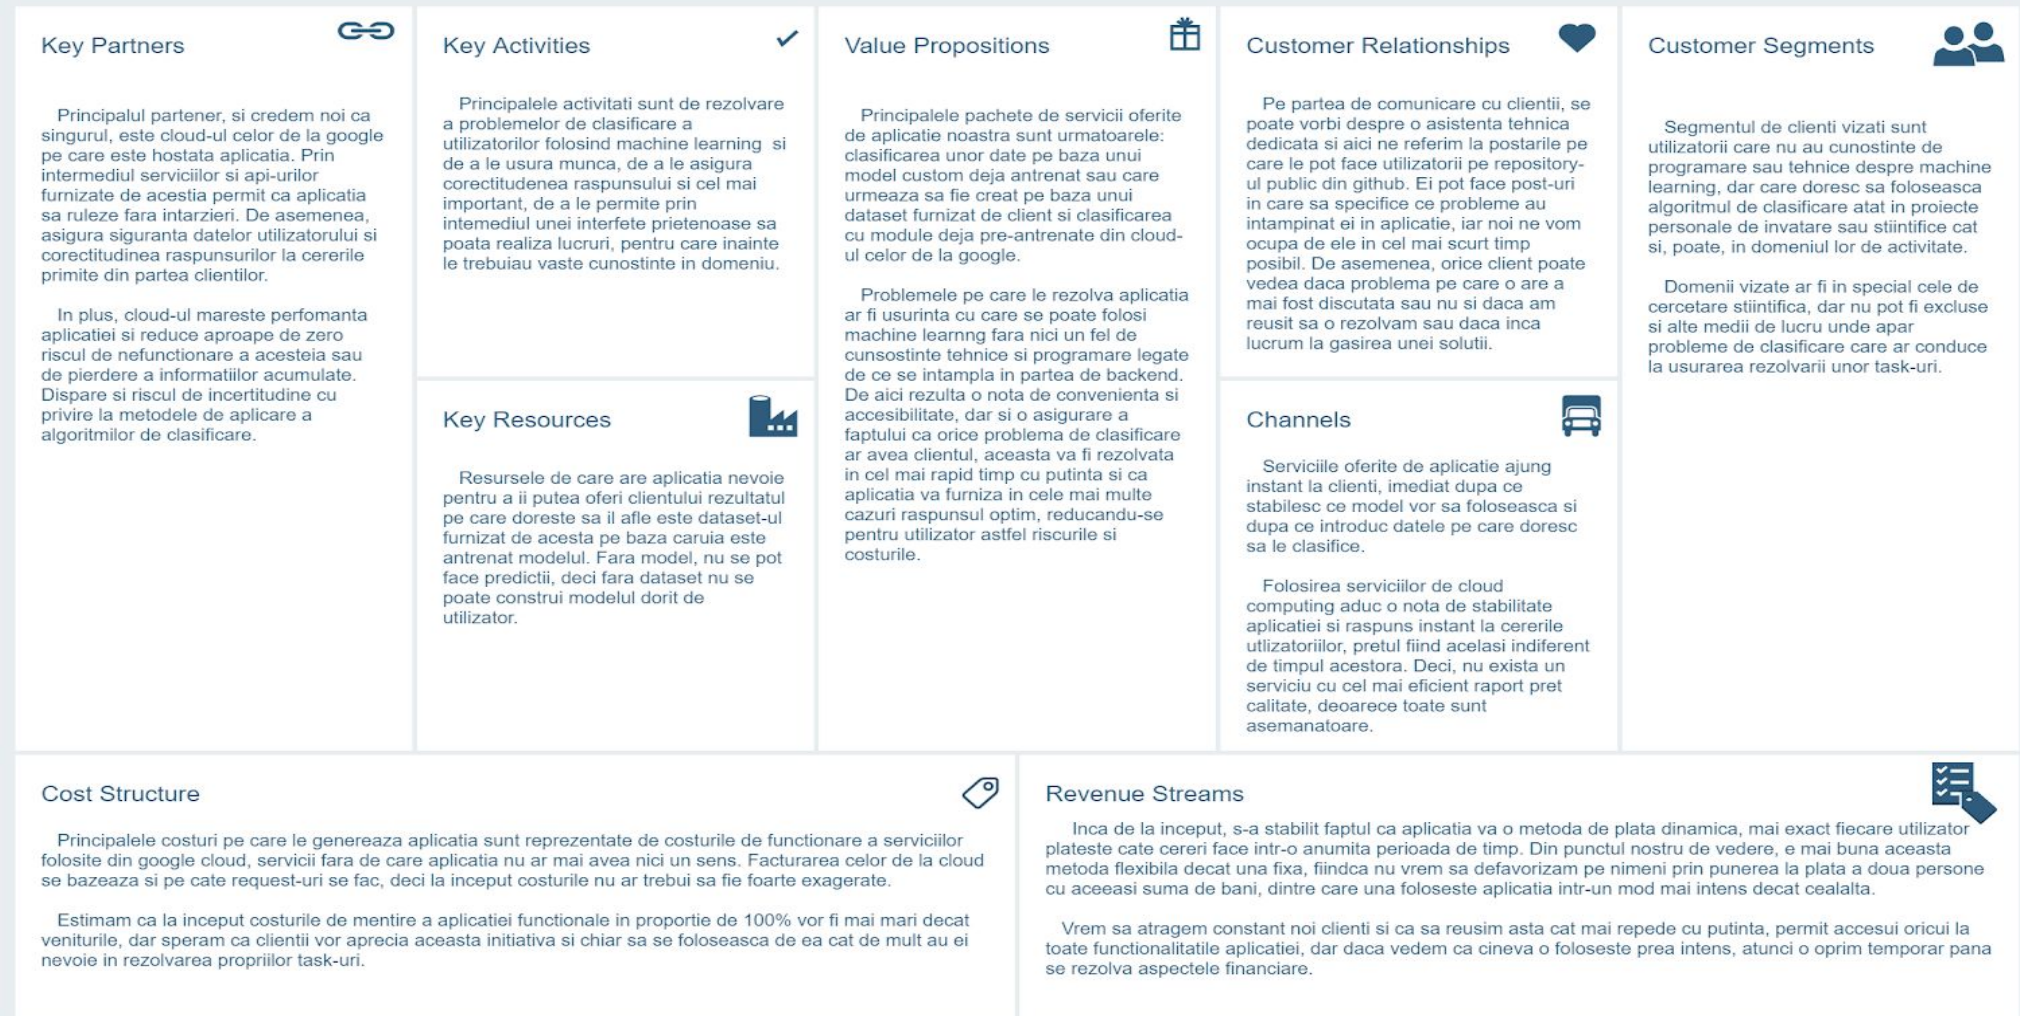 Key Partners
Principalul partener, si credem noi ca
singurul, este cloud-ul celor de la google
pe care este hostata aplicatia. Prin
intermediul serviciilor si api-urilor
furnizate de acestia permit ca aplicatia
sa ruleze fara intarzieri. De asemenea,
asigura siguranta datelor utilizatorului si
corectitudinea raspunsurilor la cererile
primite din partea clientilor.
In plus, cloud-ul mareste perfomanta
aplicatiei si reduce aproape de zero
riscul de nefunctionare a acesteia sau
de pierdere a informatiilor acumulate.
Dispare si riscul de incertitudine cu
privire la metodele de aplicare a
algoritmilor de clasificare.
Key Activities
Principalele activitati sunt de rezolvare
a problemelor de clasificare a
utilizatorilor folosind machine learning si
de a le usura munca, de a le asigura
corectitudenea raspunsului si cel mai
important, de a le permite prin
intemediul unei interfete prietenoase sa
poata realiza lucruri, pentru care inainte
le trebuiau vaste cunostinte in domeniu.
Key Resources
Resursele de care are aplicatia nevoie
pentru a ii putea oferi clientului rezultatul
pe care doreste sa il afle este dataset-ul
furnizat de acesta pe baza caruia este
antrenat modelul. Fara model, nu se pot
face predictii, deci fara dataset nu se
poate construi modelul dorit de
utilizator.
Value Propositions
Principalele pachete de servicii oferite
de aplicatie noastra sunt urmatoarele:
clasificarea unor date pe baza unui
model custom deja antrenat sau care
urmeaza sa fie creat pe baza unui
dataset furnizat de client si clasificarea
cu module deja pre-antrenate din cloud-
ul celor de la google.
Problemele pe care le rezolva aplicatia
ar fi usurinta cu care se poate folosi
machine learnng fara nici un fel de
cunsostinte tehnice si programare legate
de ce se intampla in partea de backend.
De aici rezulta o nota de convenienta si
accesibilitate, dar si o asigurare a
faptului ca orice problema de clasificare
ar avea clientul, aceasta va fi rezolvata
in cel mai rapid timp cu putinta si ca
aplicatia va furniza in cele mai multe
cazuri raspunsul optim, reducandu-se
pentru utilizator astfel riscurile si
costurile.
Customer Relationships
Pe partea de comunicare cu clientii, se
poate vorbi despre o asistenta tehnica
dedicata si aici ne referim la postarile pe
care le pot face utilizatorii pe repository-
ul public din github. Ei pot face post-uri
in care sa specifice ce probleme au
intampinat ei in aplicatie, iar noi ne vom
ocupa de ele in cel mai scurt timp
posibil. De asemenea, orice client poate
vedea daca problema pe care o are a
mai fost discutata sau nu si daca am
reusit sa o rezolvam sau daca inca
lucrum la gasirea unei solutii.
Channels
Serviciile oferite de aplicatie ajung
instant la clienti, imediat dupa ce
stabilesc ce model vor sa foloseasca si
dupa ce introduc datele pe care doresc
sa le clasifice.
Folosirea serviciilor de cloud
computing aduc o nota de stabilitate
aplicatiei si raspuns instant la cererile
utlizatoriilor, pretul fiind acelasi indiferent
de timpul acestora. Deci, nu exista un
serviciu cu cel mai eficient raport pret
calitate, deoarece toate sunt
asemanatoare.
Customer Segments
Segmentul de clienti vizati sunt
utilizatorii care nu au cunostinte de
programare sau tehnice despre machine
learning, dar care doresc sa foloseasca
algoritmul de clasificare atat in proiecte
personale de invatare sau stiintifice cat
si, poate, in domeniul lor de activitate.
Domenii vizate ar fi in special cele de
cercetare stiintifica, dar nu pot fi excluse
si alte medii de lucru unde apar
probleme de clasificare care ar conduce
la usurarea rezolvarii unor task-uri.
Cost Structure
Principalele costuri pe care le genereaza aplicatia sunt reprezentate de costurile de functionare a serviciilor
folosite din google cloud, servicii fara de care aplicatia nu ar mai avea nici un sens. Facturarea celor de la cloud
se bazeaza si pe cate request-uri se fac, deci la inceput costurile nu ar trebui sa fie foarte exagerate.
Estimam ca la inceput costurile de mentire a aplicatiei functionale in proportie de 100% vor fi mai mari decat
veniturile, dar speram ca clientii vor aprecia aceasta initiativa si chiar sa se foloseasca de ea cat de mult au ei
nevoie in rezolvarea propriilor task-uri.
Revenue Streams
Inca de la inceput, s-a stabilit faptul ca aplicatia va o metoda de plata dinamica, mai exact fiecare utilizator
plateste cate cereri face intr-o anumita perioada de timp. Din punctul nostru de vedere, e mai buna aceasta
metoda flexibila decat una fixa, fiindca nu vrem sa defavorizam pe nimeni prin punerea la plata a doua persone
cu aceeasi suma de bani, dintre care una foloseste aplicatia intr-un mod mai intens decat cealalta.
Vrem sa atragem constant noi clienti si ca sa reusim asta cat mai repede cu putinta, permit accesui oricui la
toate functionalitatile aplicatiei, dar daca vedem ca cineva o foloseste prea intens, atunci o oprim temporar pana
se rezolva aspectele financiare.